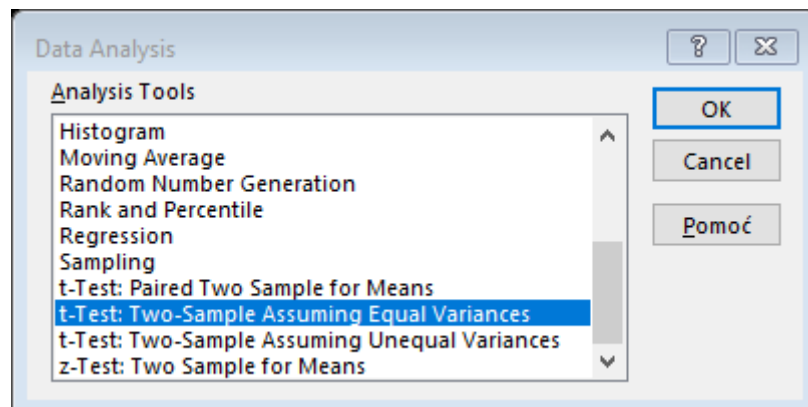 Data Analysis
Analysis Tools
Histogram
Moving Average
Random Number Generation
Rank and Percentile
Regression
Sampling
t-Test: Paired Two Sample for Means
t-Test: Two-Sample Assuming Equal Variances
t-Test: Two-Sample Assuming Unequal Variances
z-Test: Two Sample for Means
OK
Cancel
Pomoć